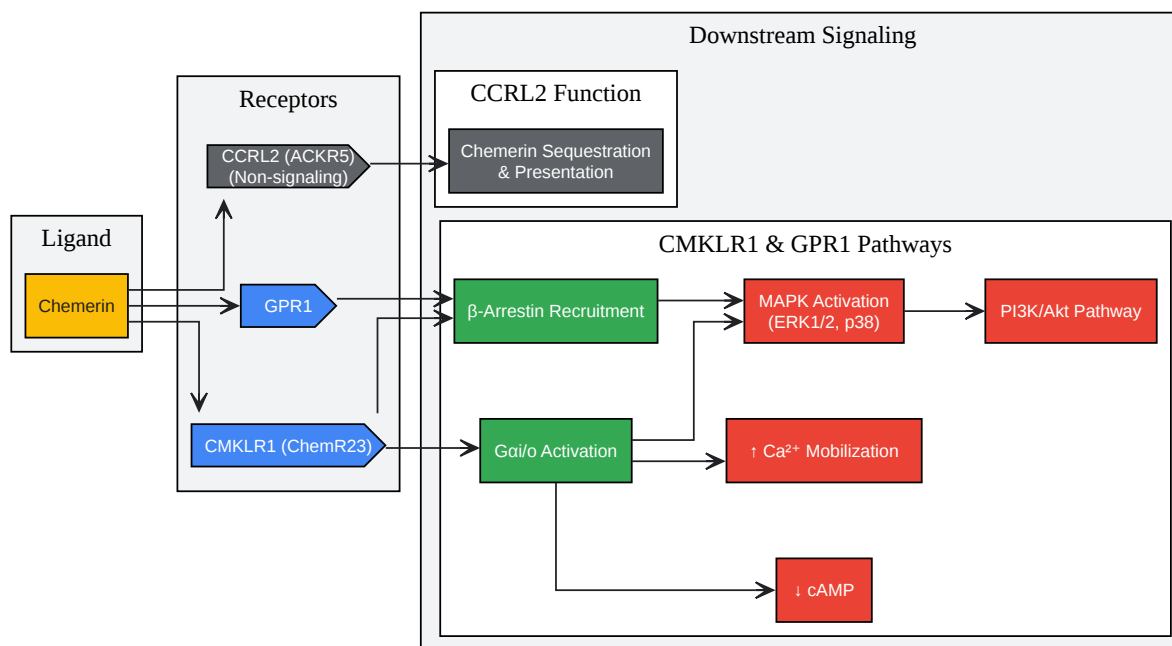 Downstream Signaling
Receptors
CCRL2 Function
CCRL2 (ACKR5)
(Non-signaling)
Chemerin Sequestration
& Presentation
Ligand
Chemerin
GPR1
CMKLR1 (ChemR23)
CMKLR1 & GPR1 Pathways
β-Arrestin Recruitment
MAPK Activation
(ERK1/2, p38)
PI3K/Akt Pathway
Gαi/o Activation
↑ Ca²⁺ Mobilization
↓ cAMP